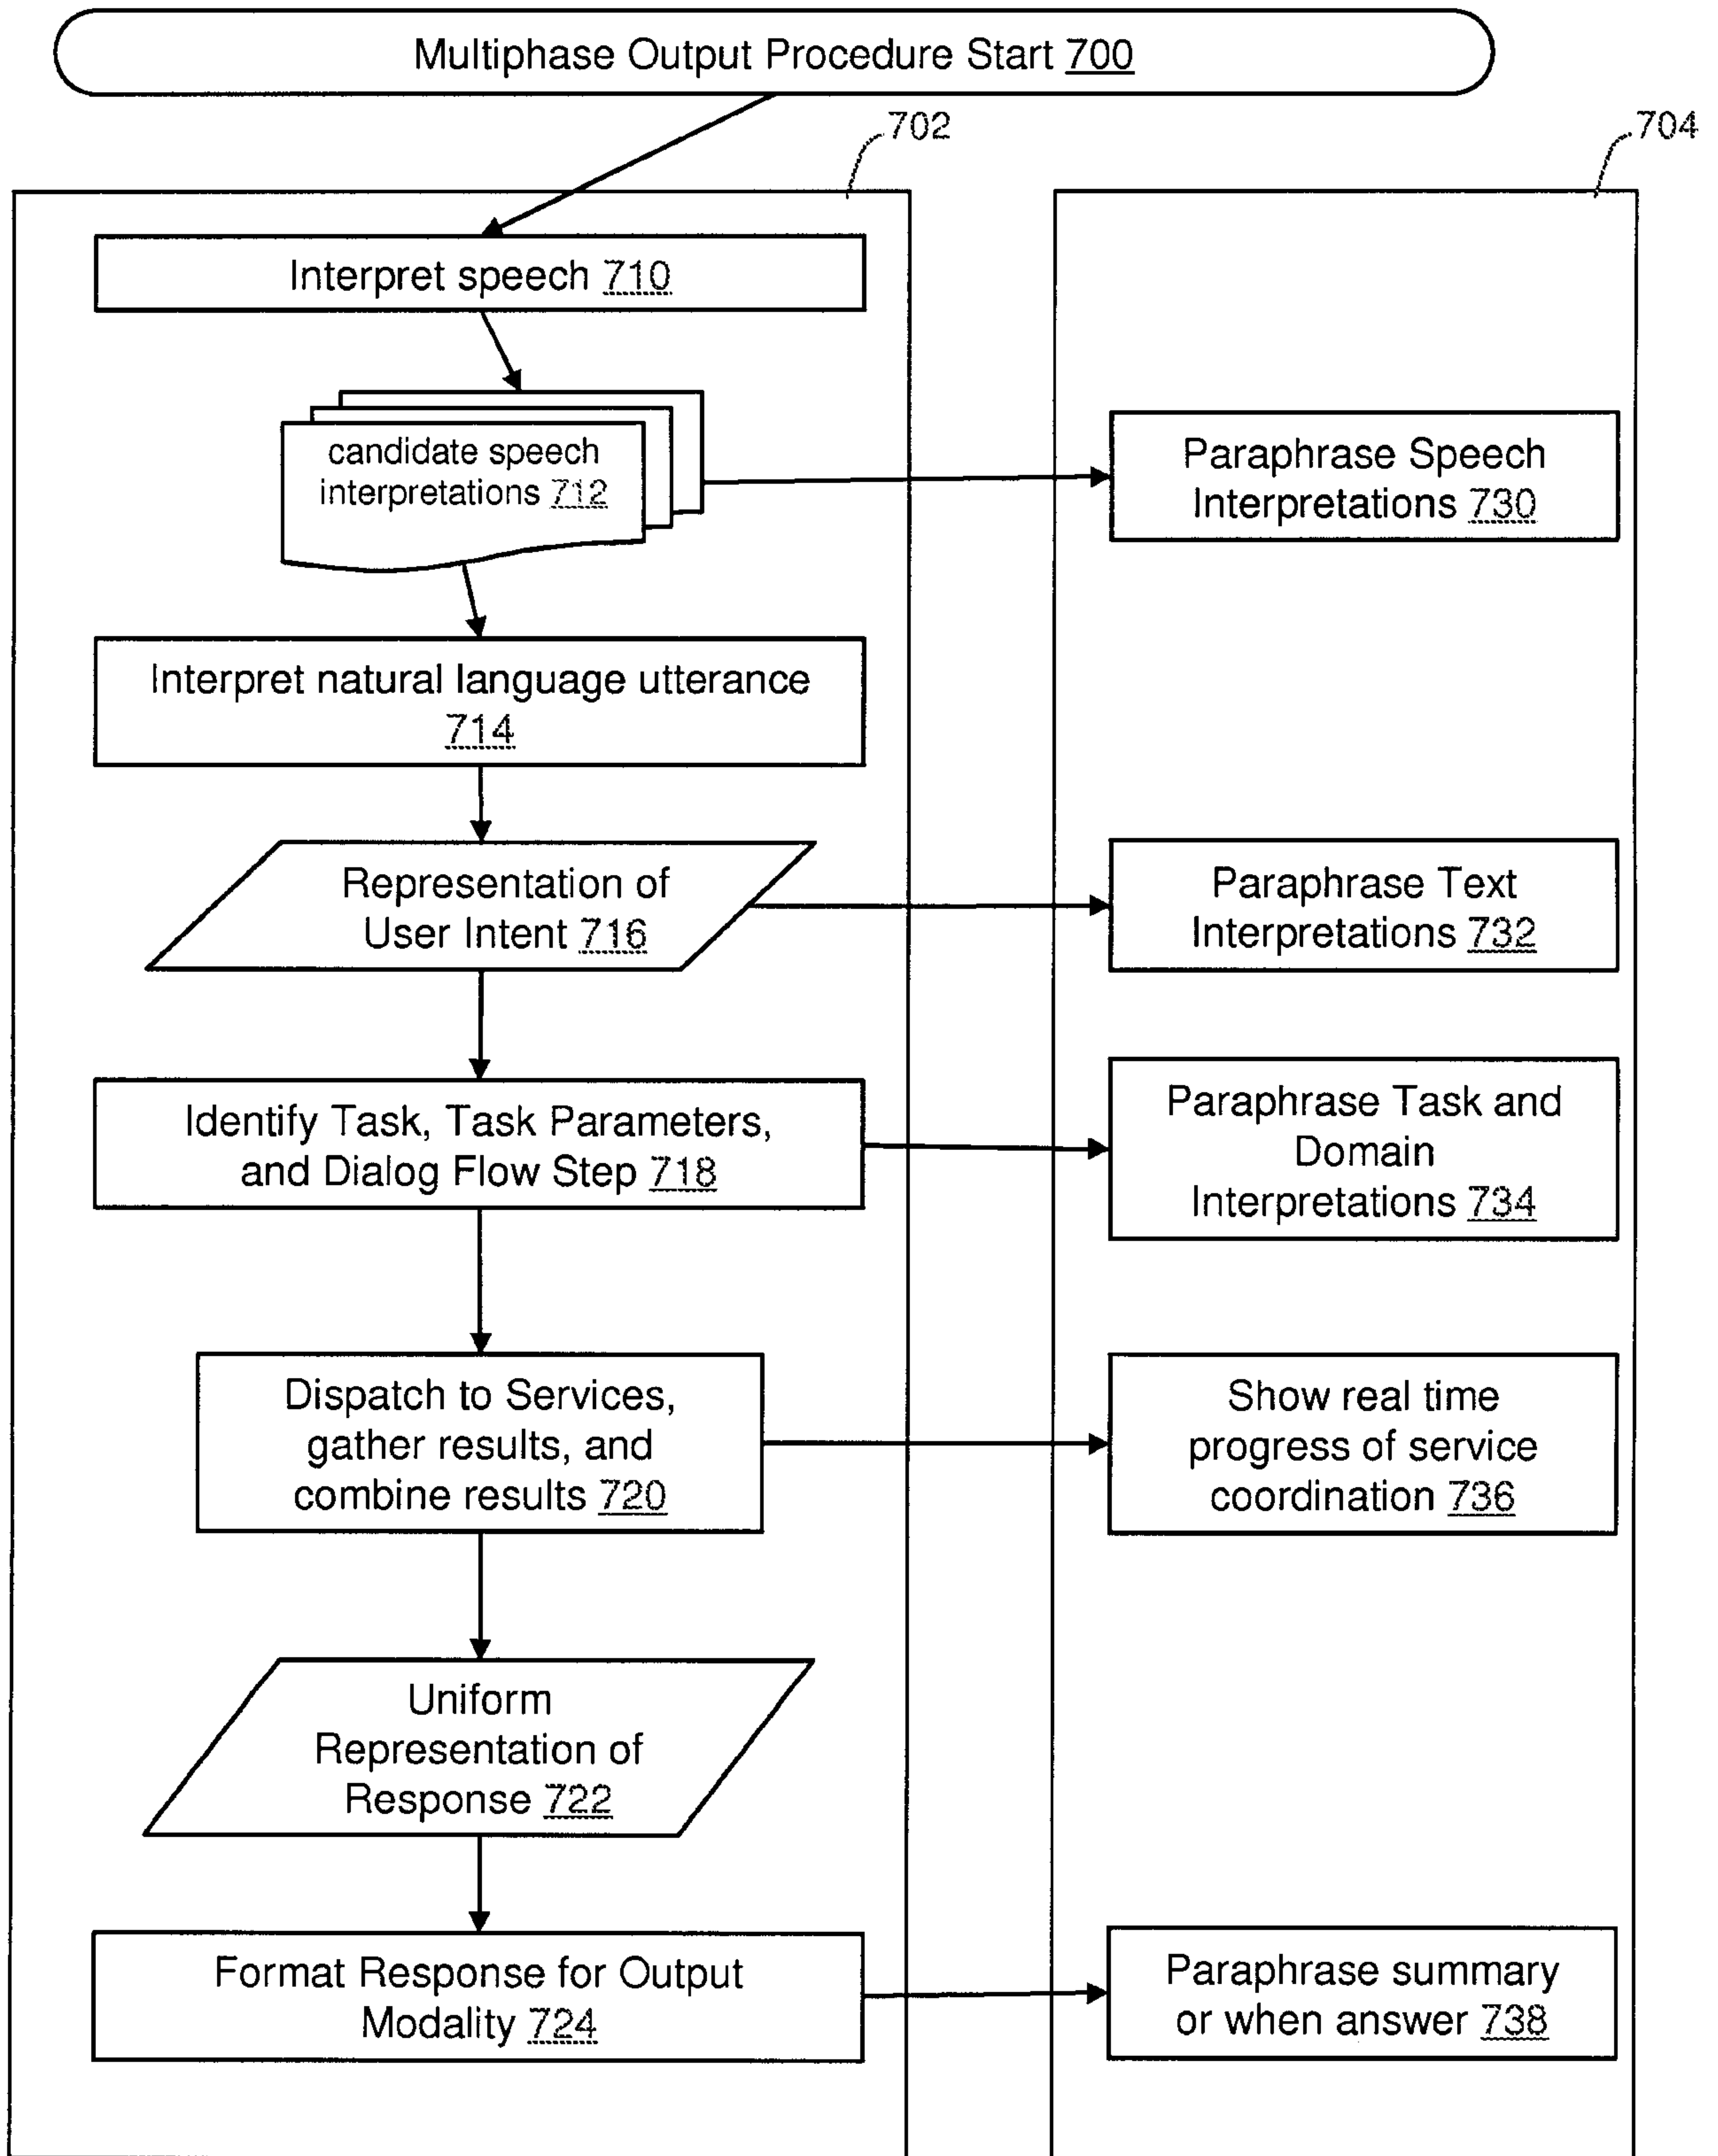 Multiphase Output Procedure Start 700
702
704
Interpret speech 710
candidate speech
interpretations 712
Paraphrase Speech
Interpretations 730
Interpret natural language utterance
714
Representation of
User Intent 716
Paraphrase Text
Interpretations 732
Identify Task, Task Parameters,
and Dialog Flow Step 718
Paraphrase Task and
Domain
Interpretations 734
Dispatch to Services,
gather results, and
combine results 720
Show real time
progress of service
coordination 736
Uniform
Representation of
Response 722
Format Response for Output
Modality 724
Paraphrase summary
or when answer 738